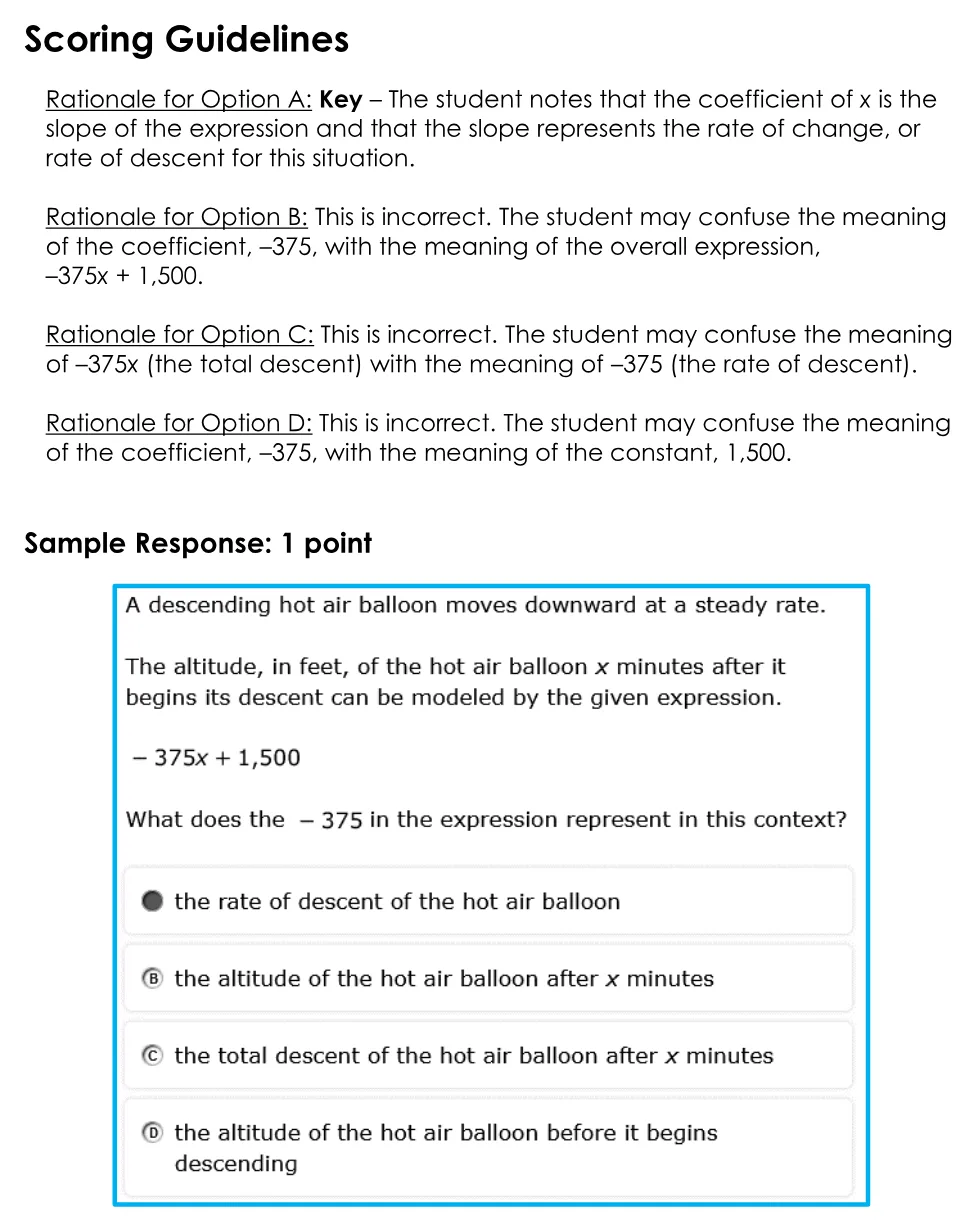 Scoring Guidelines
Rationale for Option A: Key – The student notes that the coefficient of x is the
slope of the expression and that the slope represents the rate of change, or
rate of descent for this situation.
Rationale for Option B: This is incorrect. The student may confuse the meaning
of the coefficient, –375, with the meaning of the overall expression,
–375x + 1,500.
Rationale for Option C: This is incorrect. The student may confuse the meaning
of –375x (the total descent) with the meaning of –375 (the rate of descent).
Rationale for Option D: This is incorrect. The student may confuse the meaning
of the coefficient, –375, with the meaning of the constant, 1,500.
Sample Response: 1 point
A descending hot air balloon moves downward at a steady rate.
The altitude, in feet, of the hot air balloon x minutes after it
begins its descent can be modeled by the given expression.
– 375x + 1,500
What does the – 375 in the expression represent in this context?
the rate of descent of the hot air balloon
B the altitude of the hot air balloon after x minutes
C the total descent of the hot air balloon after x minutes
D the altitude of the hot air balloon before it begins
descending